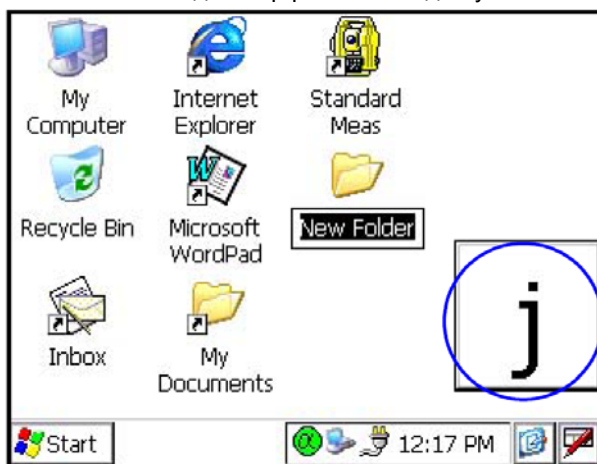 My
Computer
Internet
Explorer
Standard
Meas
Recycle Bin
Microsoft
WordPad
New Folder
j
Inbox
My
Documents
Start
12:17 PM